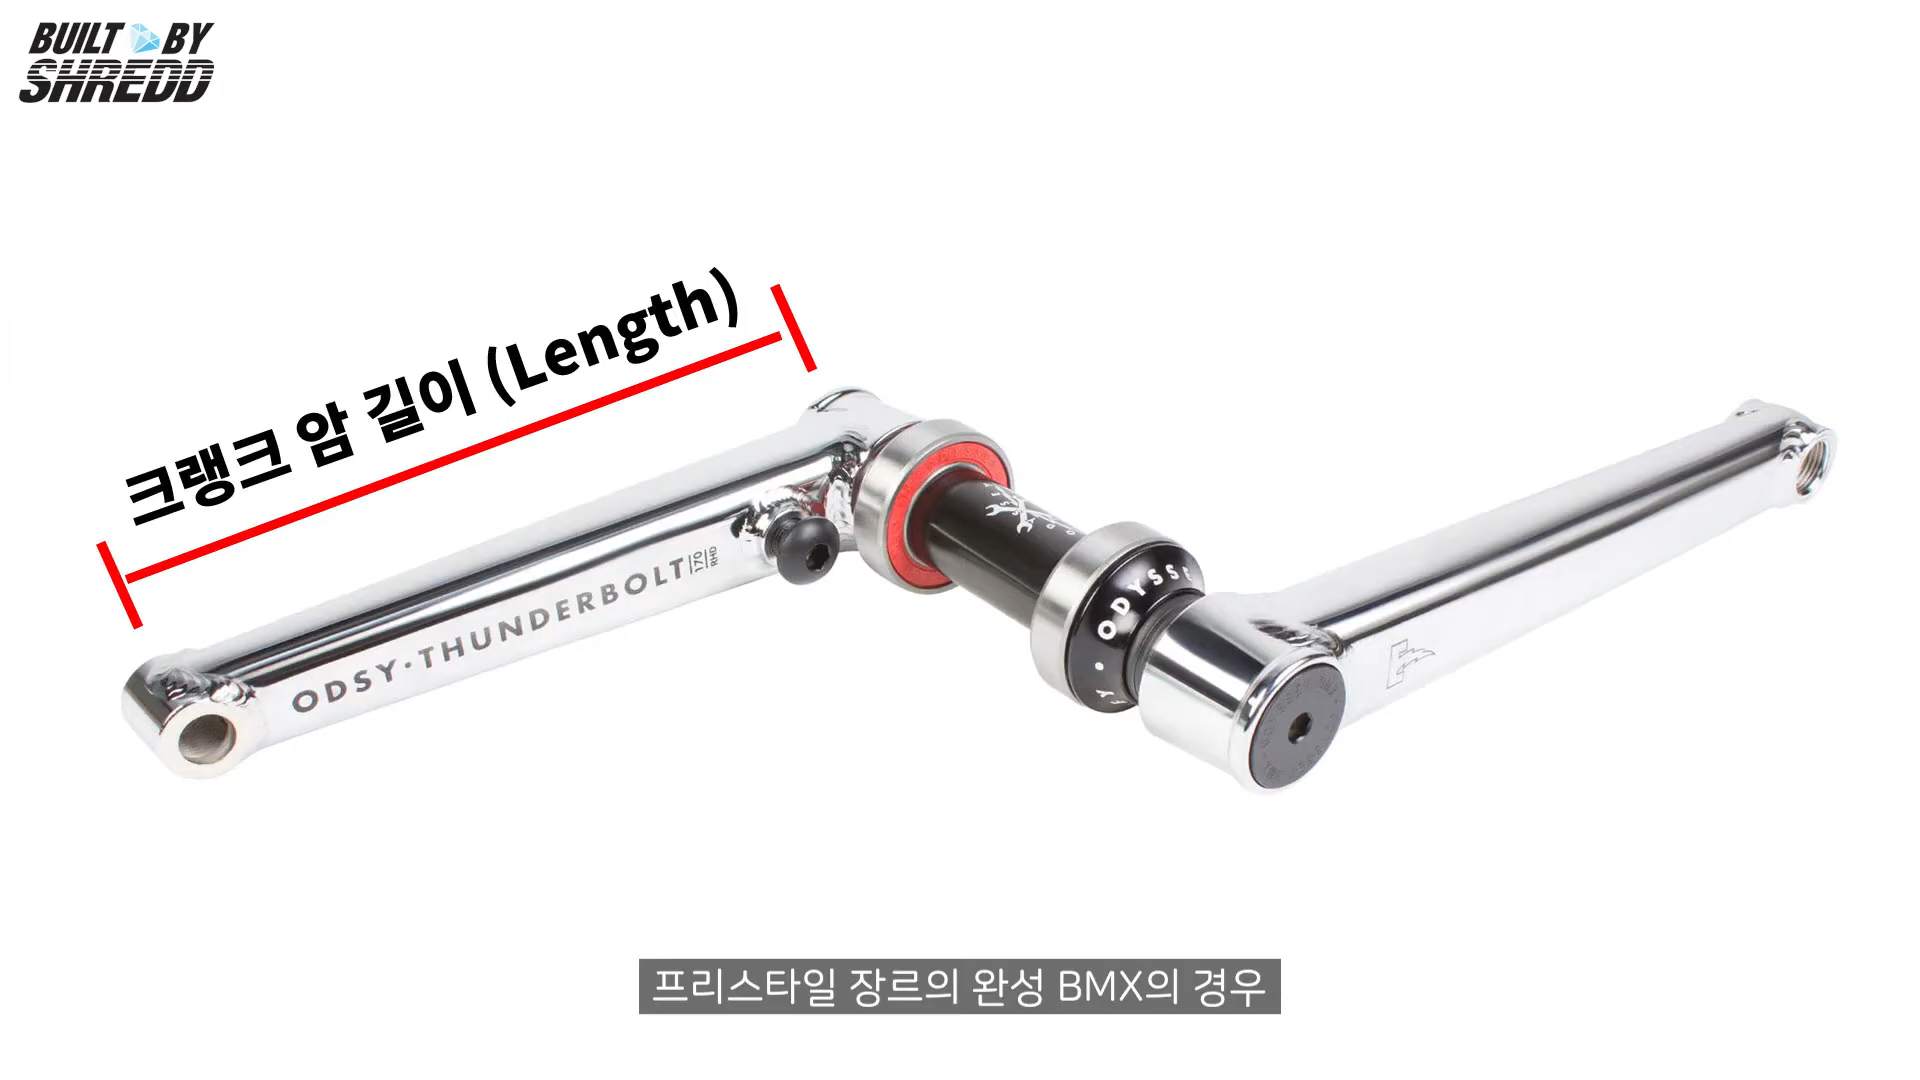 BUILT BY
SHREDD
크랭크 암 길이 (Length)
ODSY·THUNDERBOLT 170 RHD
ODYSSE
프리스타일 장르의 완성 BMX의 경우